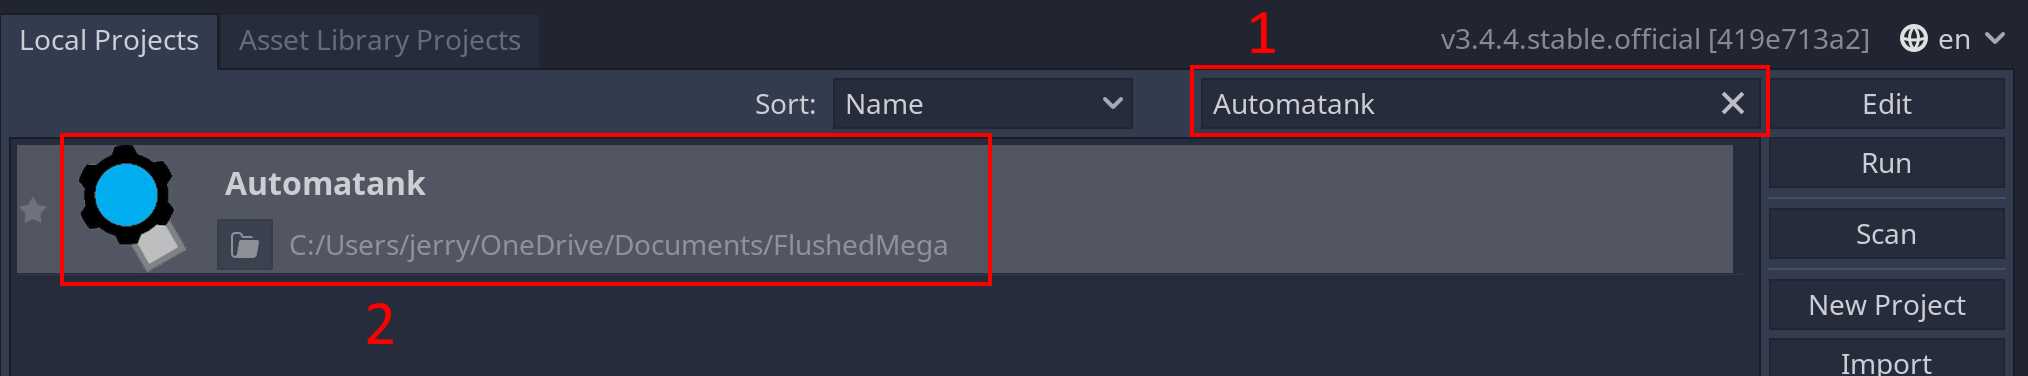 Local Projects Asset Library Projects 1 v3.4.4.stable.official [419e713a2] en
Sort: Name Automatank Edit
Automatank Run
C:/Users/jerry/OneDrive/Documents/FlushedMega Scan
2 New Project
Import